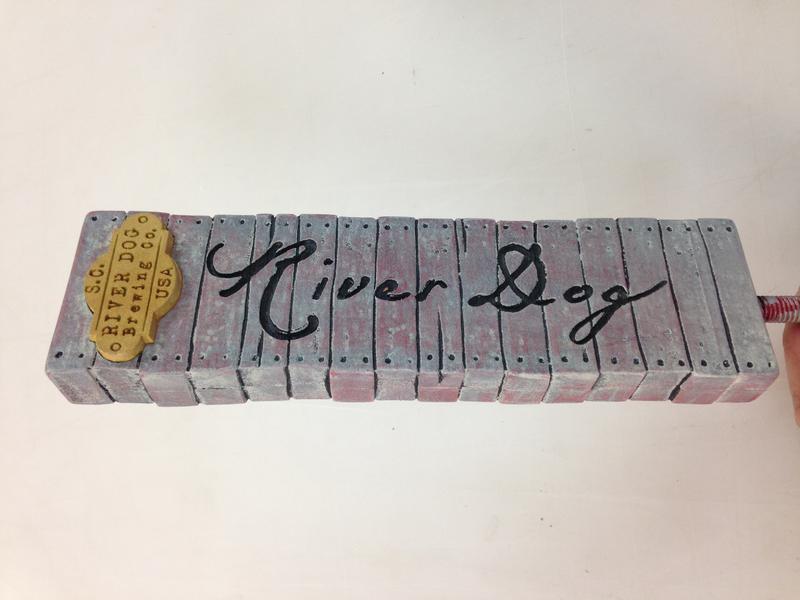 S.C.
RIVER DOG
Brewing Co.
USA
River Dog